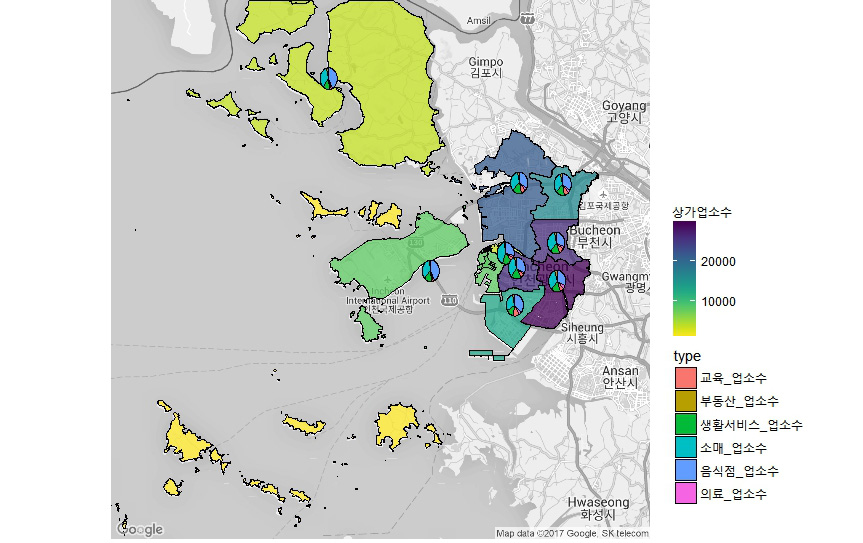 Amsil
77
Gimpo
김포시
Goyang
고양시
김포국제공항
Bucheon
부천시
130
Incheon
International Airport
인천국제공항
110
Gwangm
광명시
Siheung
시흥시
Ansan
안산시
Hwaseong
화성시
Google
Map data ©2017 Google, SK telecom
상가업소수
20000
10000
type
교육_업소수
부동산_업소수
생활서비스_업소수
소매_업소수
음식점_업소수
의료_업소수